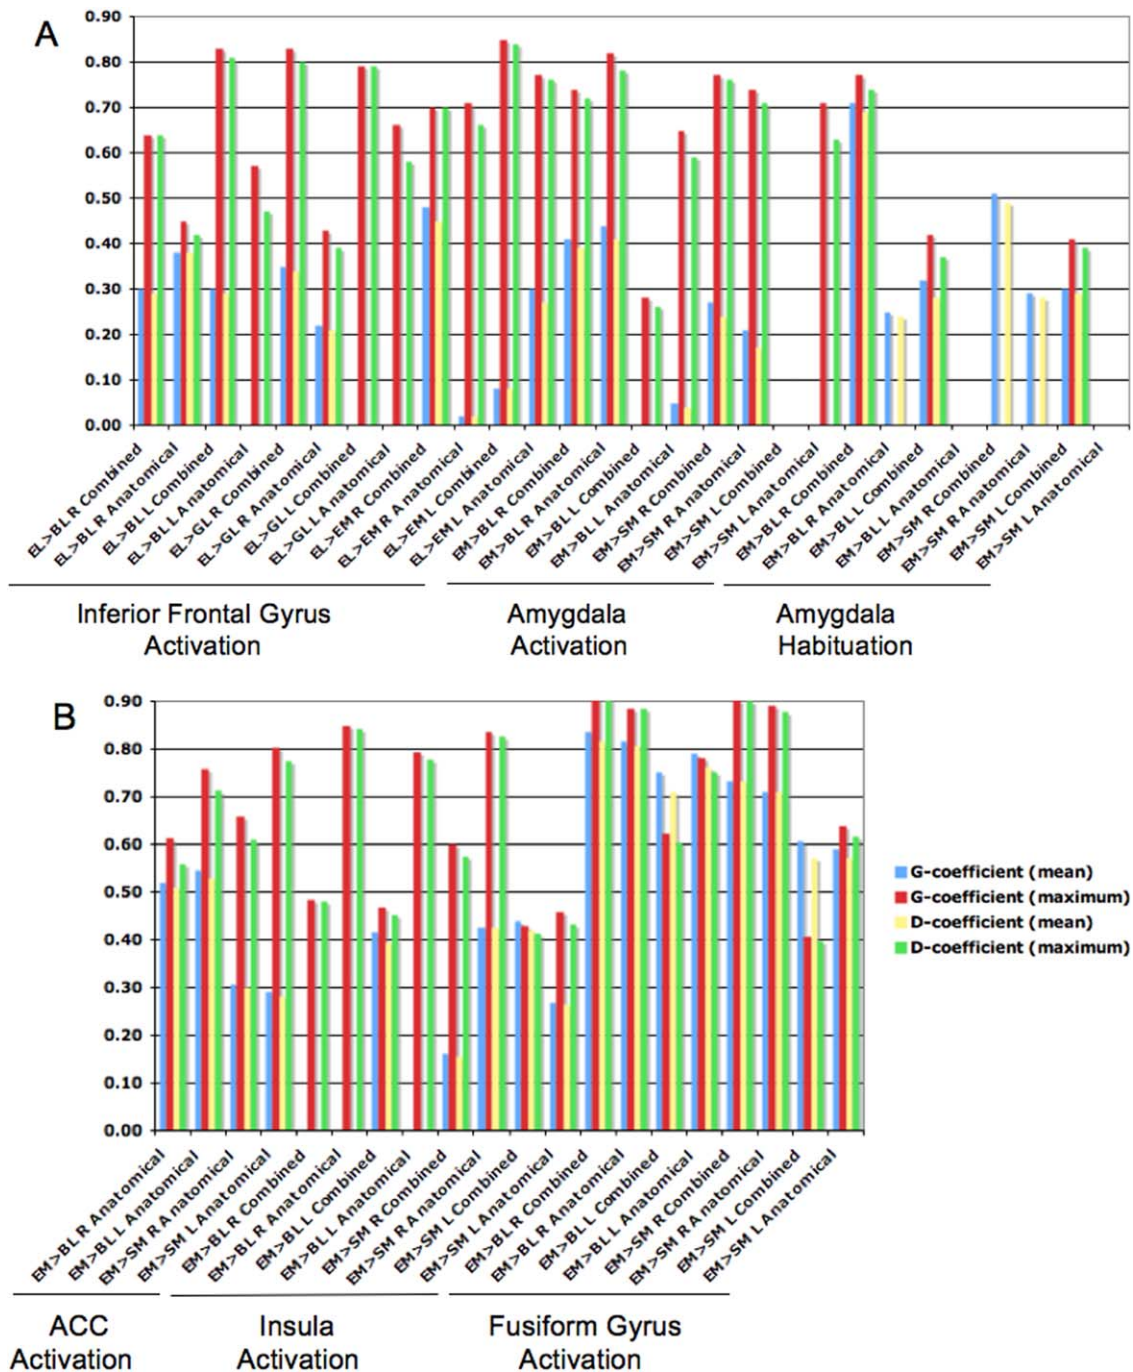 A
0.90
0.80
0.70
0.60
0.50
0.40
0.30
0.20
0.10
0.00
EL>BL R Combined
EL>BL R Anatomical
EL>BL L Combined
EL>BL L Anatomical
EL>GL R Combined
EL>GL R Anatomical
EL>GL L Combined
EL>GL L Anatomical
EL>EM R Combined
EL>EM R Anatomical
EL>EM L Combined
EL>EM L Anatomical
EM>BL R Combined
EM>BL R Anatomical
EM>BL L Combined
EM>BL L Anatomical
EM>SM R Combined
EM>SM R Anatomical
EM>SM L Combined
EM>SM L Anatomical
EM>BL R Combined
EM>BL R Anatomical
EM>BL L Combined
EM>BL L Anatomical
EM>SM R Combined
EM>SM R Anatomical
EM>SM L Combined
EM>SM L Anatomical
Inferior Frontal Gyrus
Activation
Amygdala
Activation
Amygdala
Habituation
B
0.90
0.80
0.70
0.60
0.50
0.40
0.30
0.20
0.10
0.00
G-coefficient (mean)
G-coefficient (maximum)
D-coefficient (mean)
D-coefficient (maximum)
EM>BL R Anatomical
EM>BL L Anatomical
EM>SM R Anatomical
EM>SM L Anatomical
EM>BL R Combined
EM>BL R Anatomical
EM>BL L Combined
EM>BL L Anatomical
EM>SM R Combined
EM>SM R Anatomical
EM>SM L Combined
EM>SM L Anatomical
EM>BL R Combined
EM>BL R Anatomical
EM>BL L Combined
EM>BL L Anatomical
EM>SM R Combined
EM>SM R Anatomical
EM>SM L Combined
EM>SM L Anatomical
ACC
Activation
Insula
Activation
Fusiform Gyrus
Activation